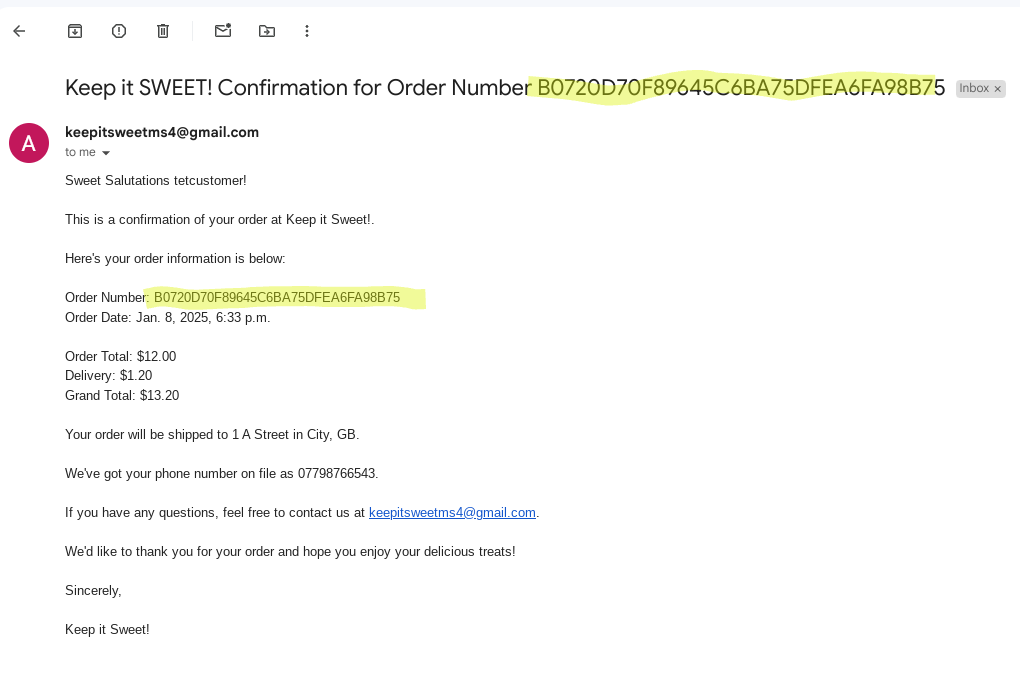 Keep it SWEET! Confirmation for Order Number B0720D70F89645C6BA75DFEA6FA98B75 Inbox ×
A
keepitsweetms4@gmail.com
to me
Sweet Salutations tetcustomer!
This is a confirmation of your order at Keep it Sweet!.
Here's your order information is below:
Order Number: B0720D70F89645C6BA75DFEA6FA98B75
Order Date: Jan. 8, 2025, 6:33 p.m.
Order Total: $12.00
Delivery: $1.20
Grand Total: $13.20
Your order will be shipped to 1 A Street in City, GB.
We've got your phone number on file as 07798766543.
If you have any questions, feel free to contact us at keepitsweetms4@gmail.com.
We'd like to thank you for your order and hope you enjoy your delicious treats!
Sincerely,
Keep it Sweet!